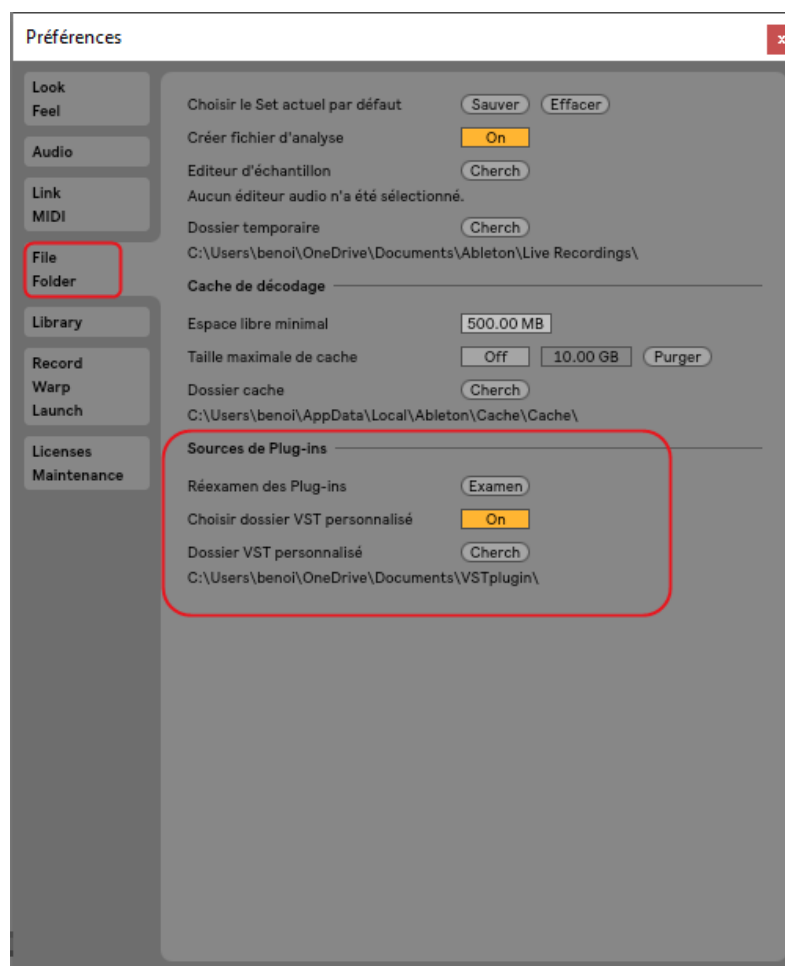 Préférences
x
Look
Feel
Audio
Link
MIDI
File
Folder
Library
Record
Warp
Launch
Licenses
Maintenance
Choisir le Set actuel par défaut Sauver Effacer
Créer fichier d'analyse On
Editeur d'échantillon Cherch
Aucun éditeur audio n'a été sélectionné.
Dossier temporaire Cherch
C:\Users\benoi\OneDrive\Documents\Ableton\Live Recordings\
Cache de décodage
Espace libre minimal 500.00 MB
Taille maximale de cache Off 10.00 GB Purger
Dossier cache Cherch
C:\Users\benoi\AppData\Local\Ableton\Cache\Cache\
Sources de Plug-ins
Réexamen des Plug-ins Examen
Choisir dossier VST personnalisé On
Dossier VST personnalisé Cherch
C:\Users\benoi\OneDrive\Documents\VSTplugin\